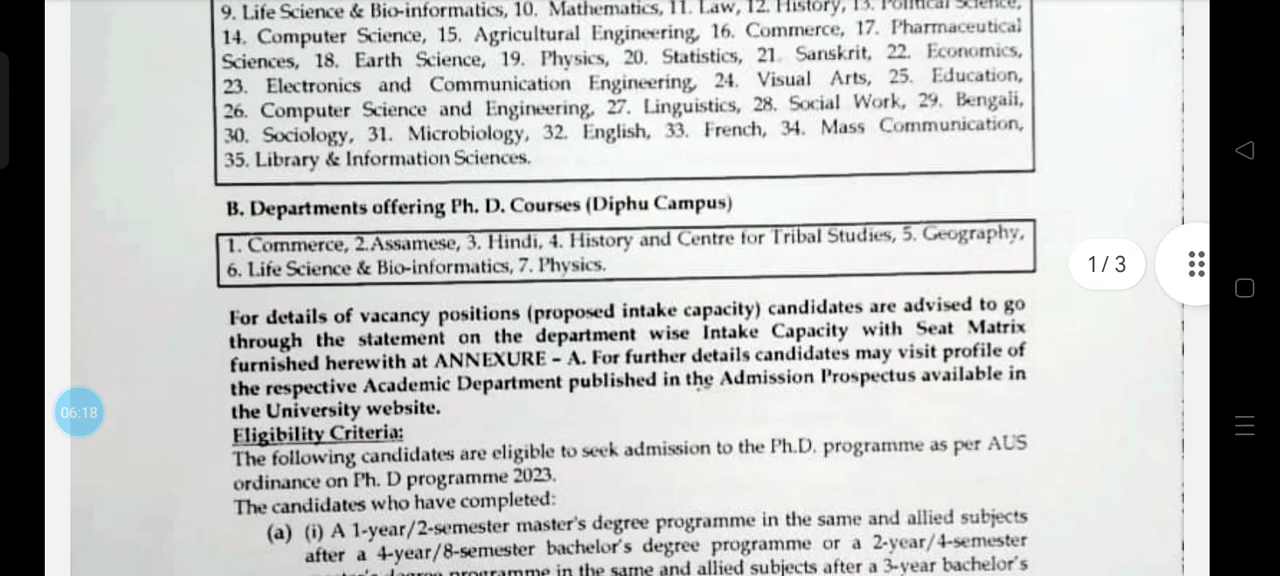 9. Life Science & Bio-informatics, 10. Mathematics, 11. Law, 12. History, 13. Political Science,
14. Computer Science, 15. Agricultural Engineering, 16. Commerce, 17. Pharmaceutical
Sciences, 18. Earth Science, 19. Physics, 20. Statistics, 21. Sanskrit, 22. Economics,
23. Electronics and Communication Engineering, 24. Visual Arts, 25. Education,
26. Computer Science and Engineering, 27. Linguistics, 28. Social Work, 29. Bengali,
30. Sociology, 31. Microbiology, 32. English, 33. French, 34. Mass Communication,
35. Library & Information Sciences.
B. Departments offering Ph. D. Courses (Diphu Campus)
1. Commerce, 2.Assamese, 3. Hindi, 4. History and Centre for Tribal Studies, 5. Geography,
6. Life Science & Bio-informatics, 7. Physics.
1/3
For details of vacancy positions (proposed intake capacity) candidates are advised to go
through the statement on the department wise Intake Capacity with Seat Matrix
furnished herewith at ANNEXURE – A. For further details candidates may visit profile of
the respective Academic Department published in the Admission Prospectus available in
the University website.
06:18
Eligibility Criteria:
The following candidates are eligible to seek admission to the Ph.D. programme as per AUS
ordinance on Ph. D programme 2023.
The candidates who have completed:
(a) (i) A 1-year/2-semester master's degree programme in the same and allied subjects
after a 4-year/8-semester bachelor's degree programme or a 2-year/4-semester
master's degree programme in the same and allied subjects after a 3-year bachelor's